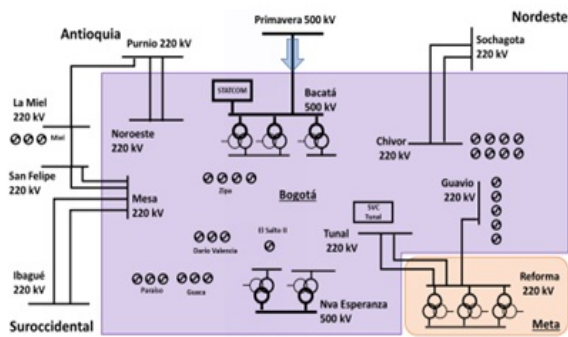 Primavera 500 kV
Nordeste
Antioquia
Purnio 220 kV
Sochagota
220 kV
STATCOM
Bacatá
500 kV
La Miel
220 kV
Miel
Noroeste
220 kV
Chivor
220 kV
San Felipe
220 kV
Mesa
220 kV
Zipa
Bogotá
Guavio
220 kV
SVC
Tunal
El Salto II
Tunal
220 kV
Darío Valencia
Ibagué
220 kV
Paraíso
Guaca
Nva Esperanza
500 kV
Reforma
220 kV
Suroccidental
Meta